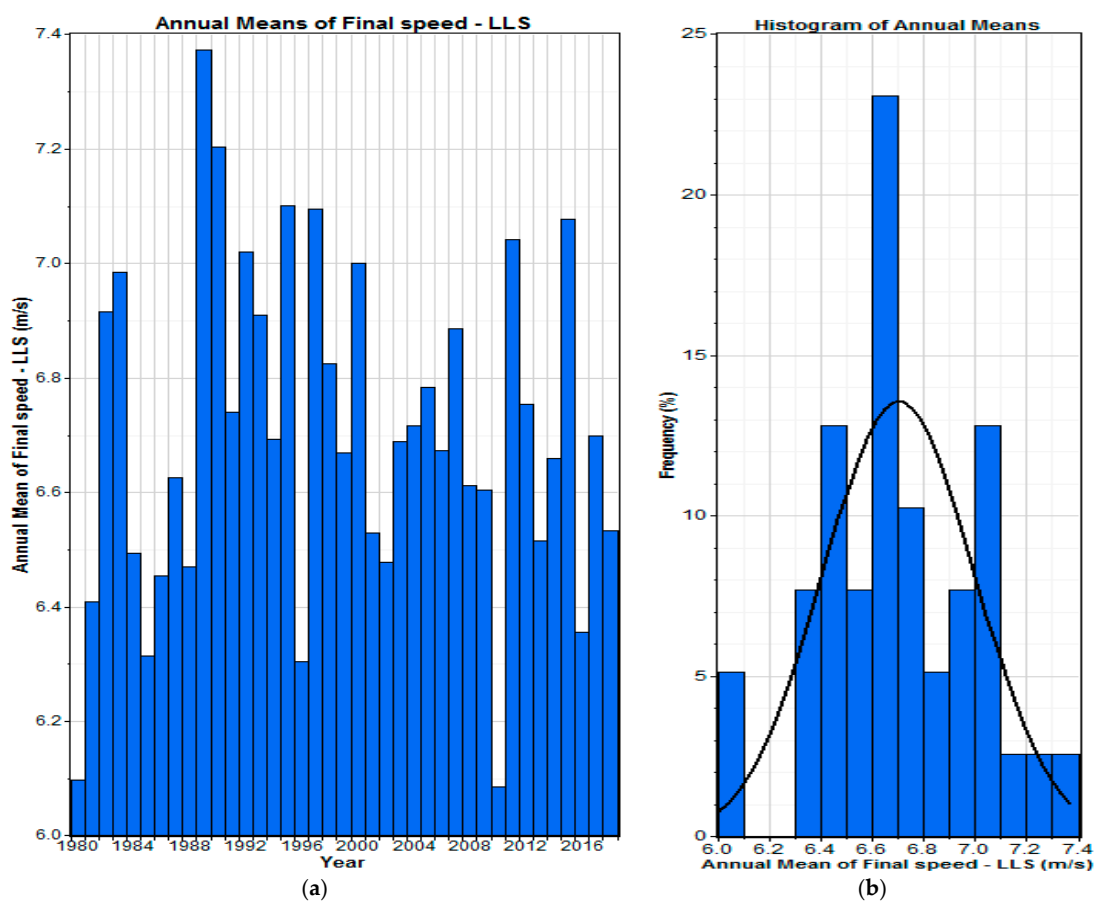 Annual Means of Final speed - LLS
Annual Mean of Final speed - LLS (m/s)
7.4
7.2
7.0
6.8
6.6
6.4
6.2
6.0
1980 1984 1988 1992 1996 2000 2004 2008 2012 2016
Year
(a)
Histogram of Annual Means
Frequency (%)
25
20
15
10
5
0
6.0 6.2 6.4 6.6 6.8 7.0 7.2 7.4
Annual Mean of Final speed - LLS (m/s)
(b)